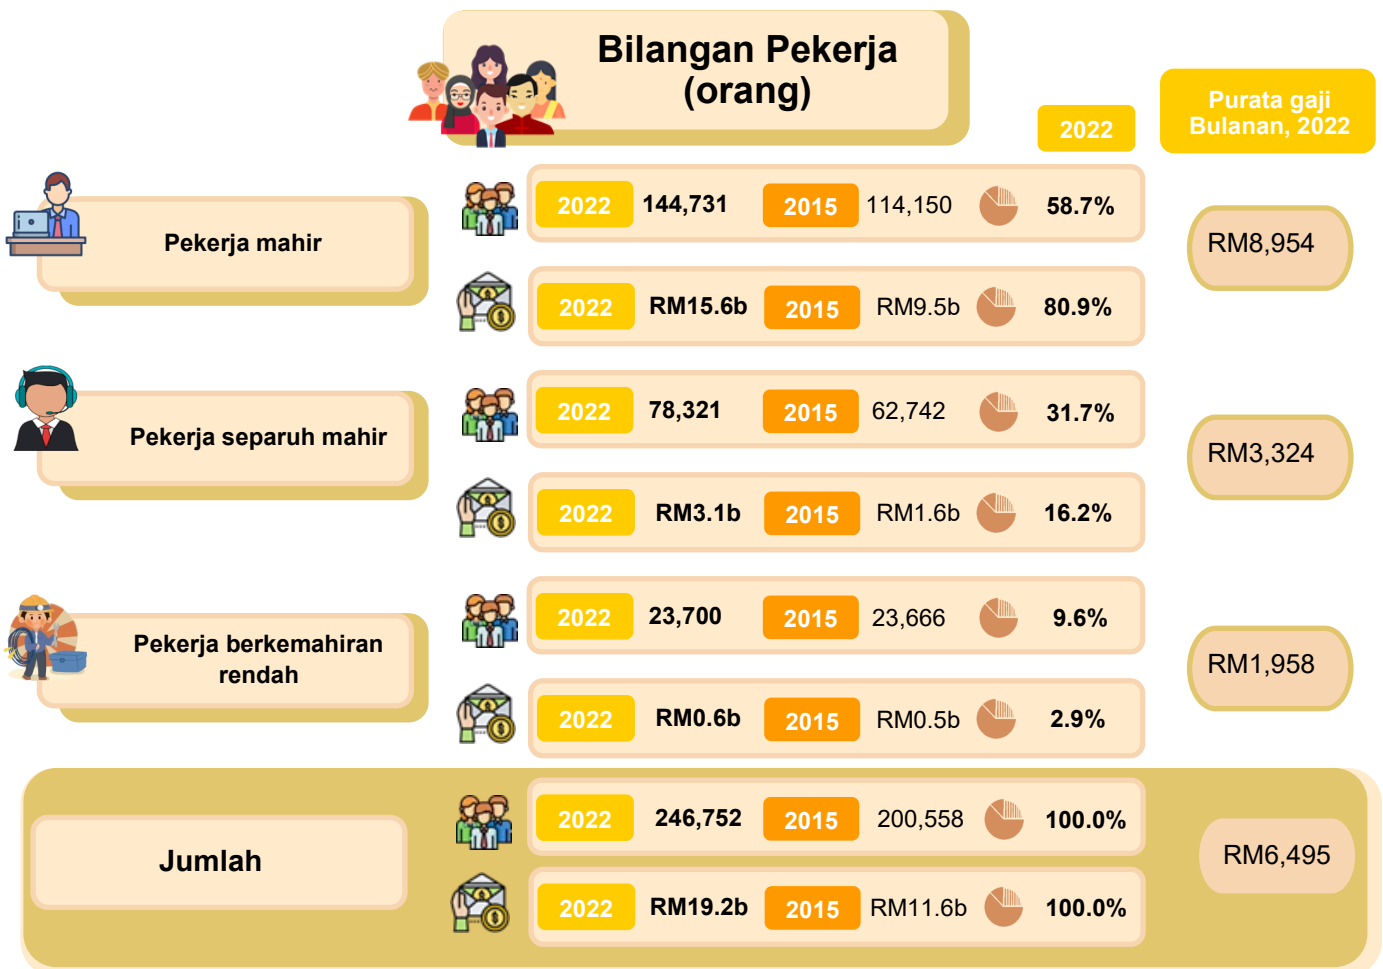 Bilangan Pekerja
(orang)
2022
Purata gaji
Bulanan, 2022
Pekerja mahir
2022 144,731 2015 114,150 58.7%
2022 RM15.6b 2015 RM9.5b 80.9%
RM8,954
Pekerja separuh mahir
2022 78,321 2015 62,742 31.7%
2022 RM3.1b 2015 RM1.6b 16.2%
RM3,324
Pekerja berkemahiran
rendah
2022 23,700 2015 23,666 9.6%
2022 RM0.6b 2015 RM0.5b 2.9%
RM1,958
Jumlah
2022 246,752 2015 200,558 100.0%
2022 RM19.2b 2015 RM11.6b 100.0%
RM6,495